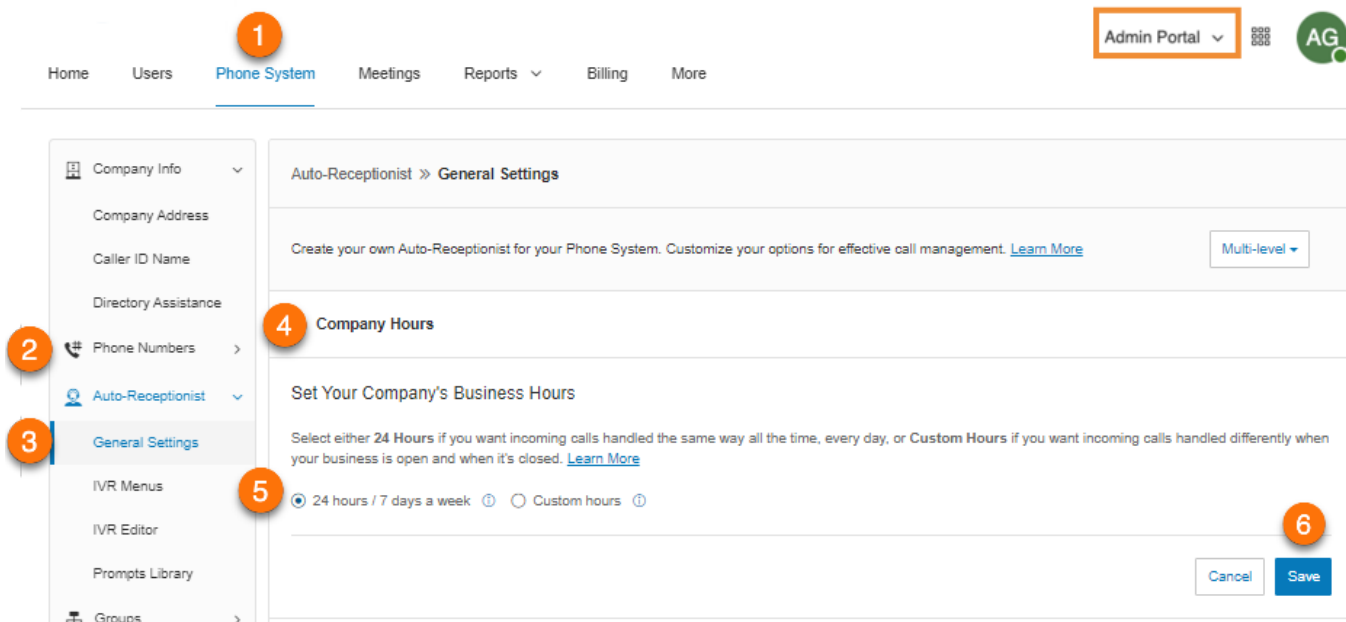 1
Admin Portal
AG
Home Users Phone System Meetings Reports Billing More
Company Info
Company Address
Caller ID Name
Directory Assistance
2 Phone Numbers
Auto-Receptionist
3 General Settings
IVR Menus
IVR Editor
Prompts Library
Groups
Auto-Receptionist » General Settings
Create your own Auto-Receptionist for your Phone System. Customize your options for effective call management. Learn More
Multi-level
4 Company Hours
Set Your Company's Business Hours
Select either 24 Hours if you want incoming calls handled the same way all the time, every day, or Custom Hours if you want incoming calls handled differently when
your business is open and when it's closed. Learn More
5 24 hours / 7 days a week Custom hours
6
Cancel Save